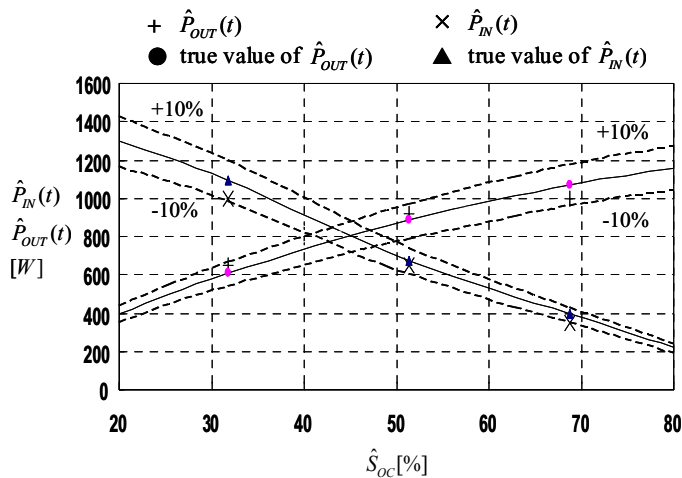 + P̂_OUT(t) × P̂_IN(t)
● true value of P̂_OUT(t) ▲ true value of P̂_IN(t)
1600
1400
1200
1000
800
600
400
200
0
P̂_IN(t)
P̂_OUT(t)
[W]
+10%
-10%
+10%
-10%
20 30 40 50 60 70 80
Ŝ_OC[%]